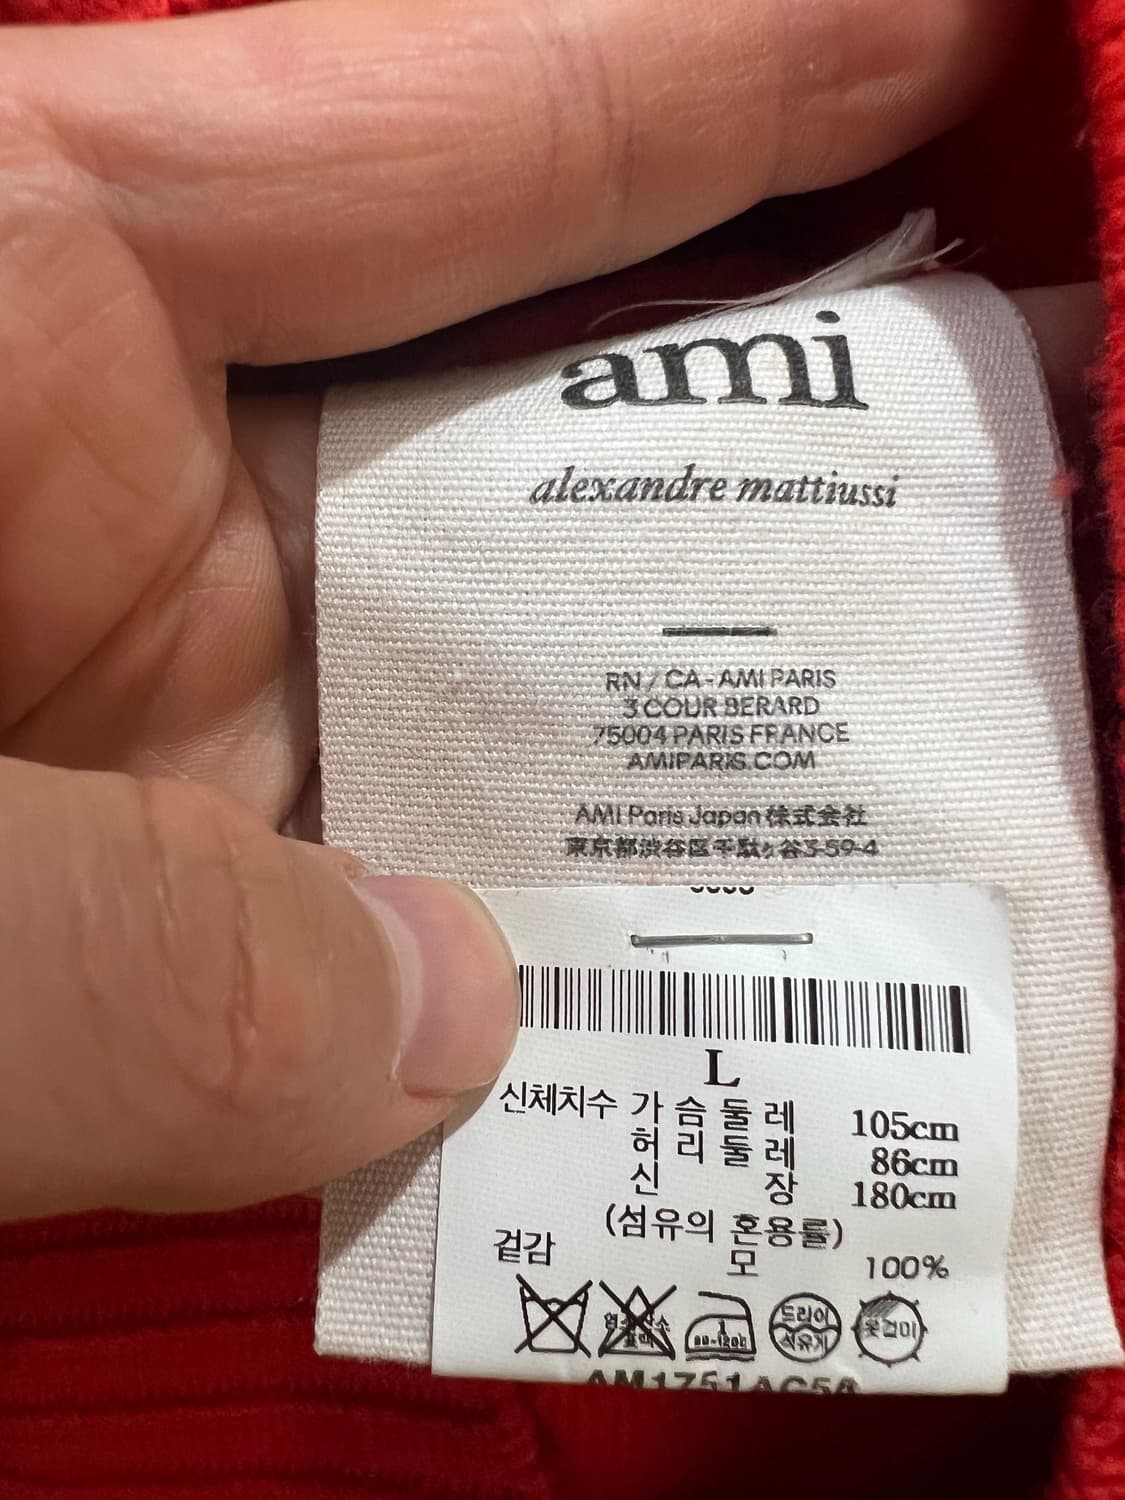 ami
alexandre mattiussi
RN / CA - AMI PARIS
3 COUR BERARD
75004 PARIS FRANCE
AMIPARIS.COM
AMI Paris Japan 株式会社
東京都渋谷区千駄ヶ谷3-59-4
L
신체치수 가슴둘레 105cm
허리둘레 86cm
신장 180cm
(섬유의 혼용률)
겉감 모 100%
드라이
석유계
옷걸이